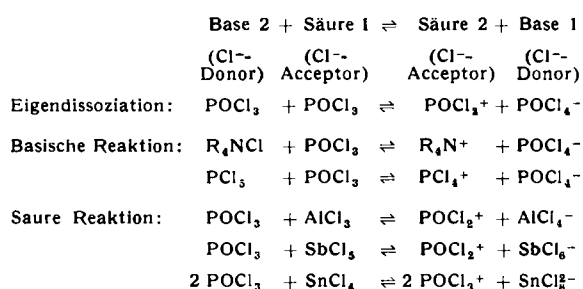 Base 2 + Säure 1 ⇌ Säure 2 + Base 1
(Cl⁻- (Cl⁻- (Cl⁻- (Cl⁻-
Donor) Acceptor) Acceptor) Donor)
Eigendissoziation: POCl₃ + POCl₃ ⇌ POCl₂⁺ + POCl₄⁻
Basische Reaktion: R₄NCl + POCl₃ ⇌ R₄N⁺ + POCl₄⁻
PCl₅ + POCl₃ ⇌ PCl₄⁺ + POCl₄⁻
Saure Reaktion: POCl₃ + AlCl₃ ⇌ POCl₂⁺ + AlCl₄⁻
POCl₃ + SbCl₅ ⇌ POCl₂⁺ + SbCl₆⁻
2 POCl₃ + SnCl₄ ⇌ 2 POCl₂⁺ + SnCl₆²⁻